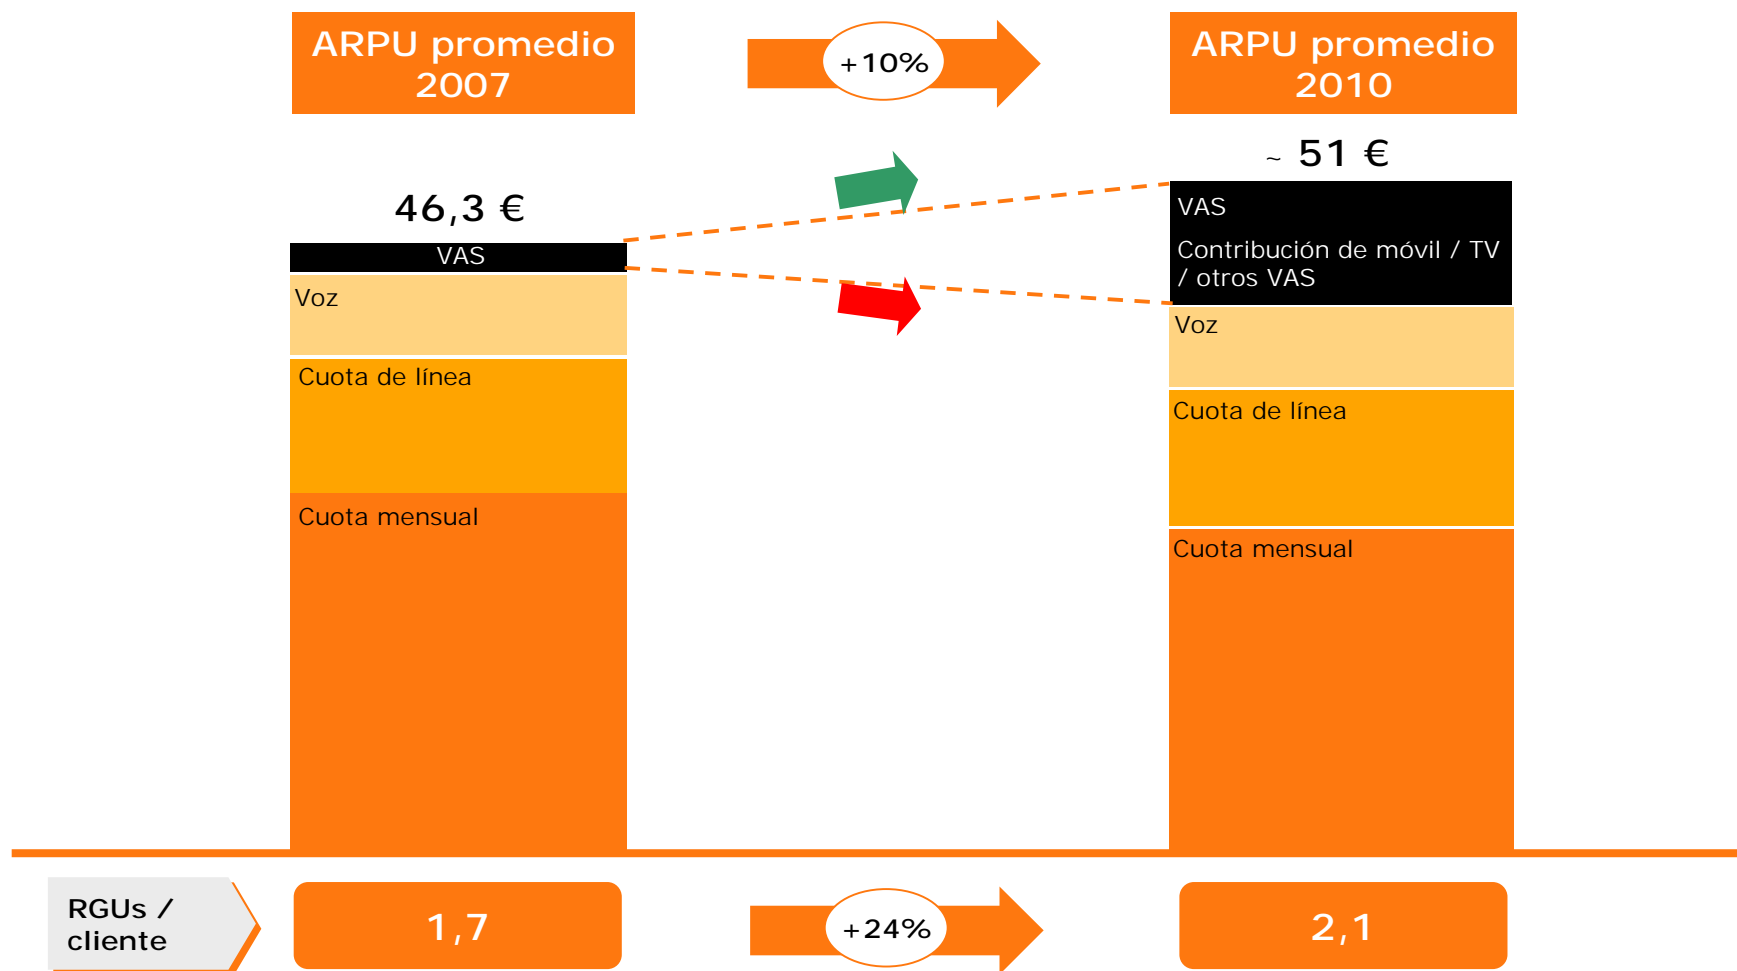 ARPU promedio
2007
+10%
ARPU promedio
2010
46,3 €
~ 51 €
VAS
Voz
Cuota de línea
Cuota mensual
VAS
Contribución de móvil / TV
/ otros VAS
Voz
Cuota de línea
Cuota mensual
RGUs /
cliente
1,7
+24%
2,1